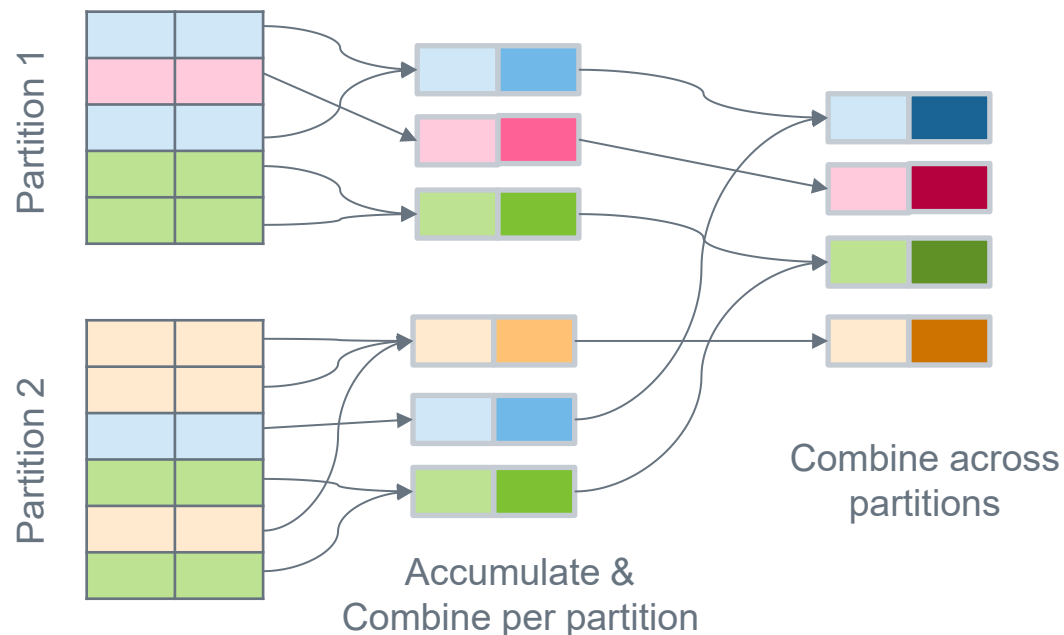 Partition 1
Partition 2
Accumulate &
Combine per partition
Combine across
partitions